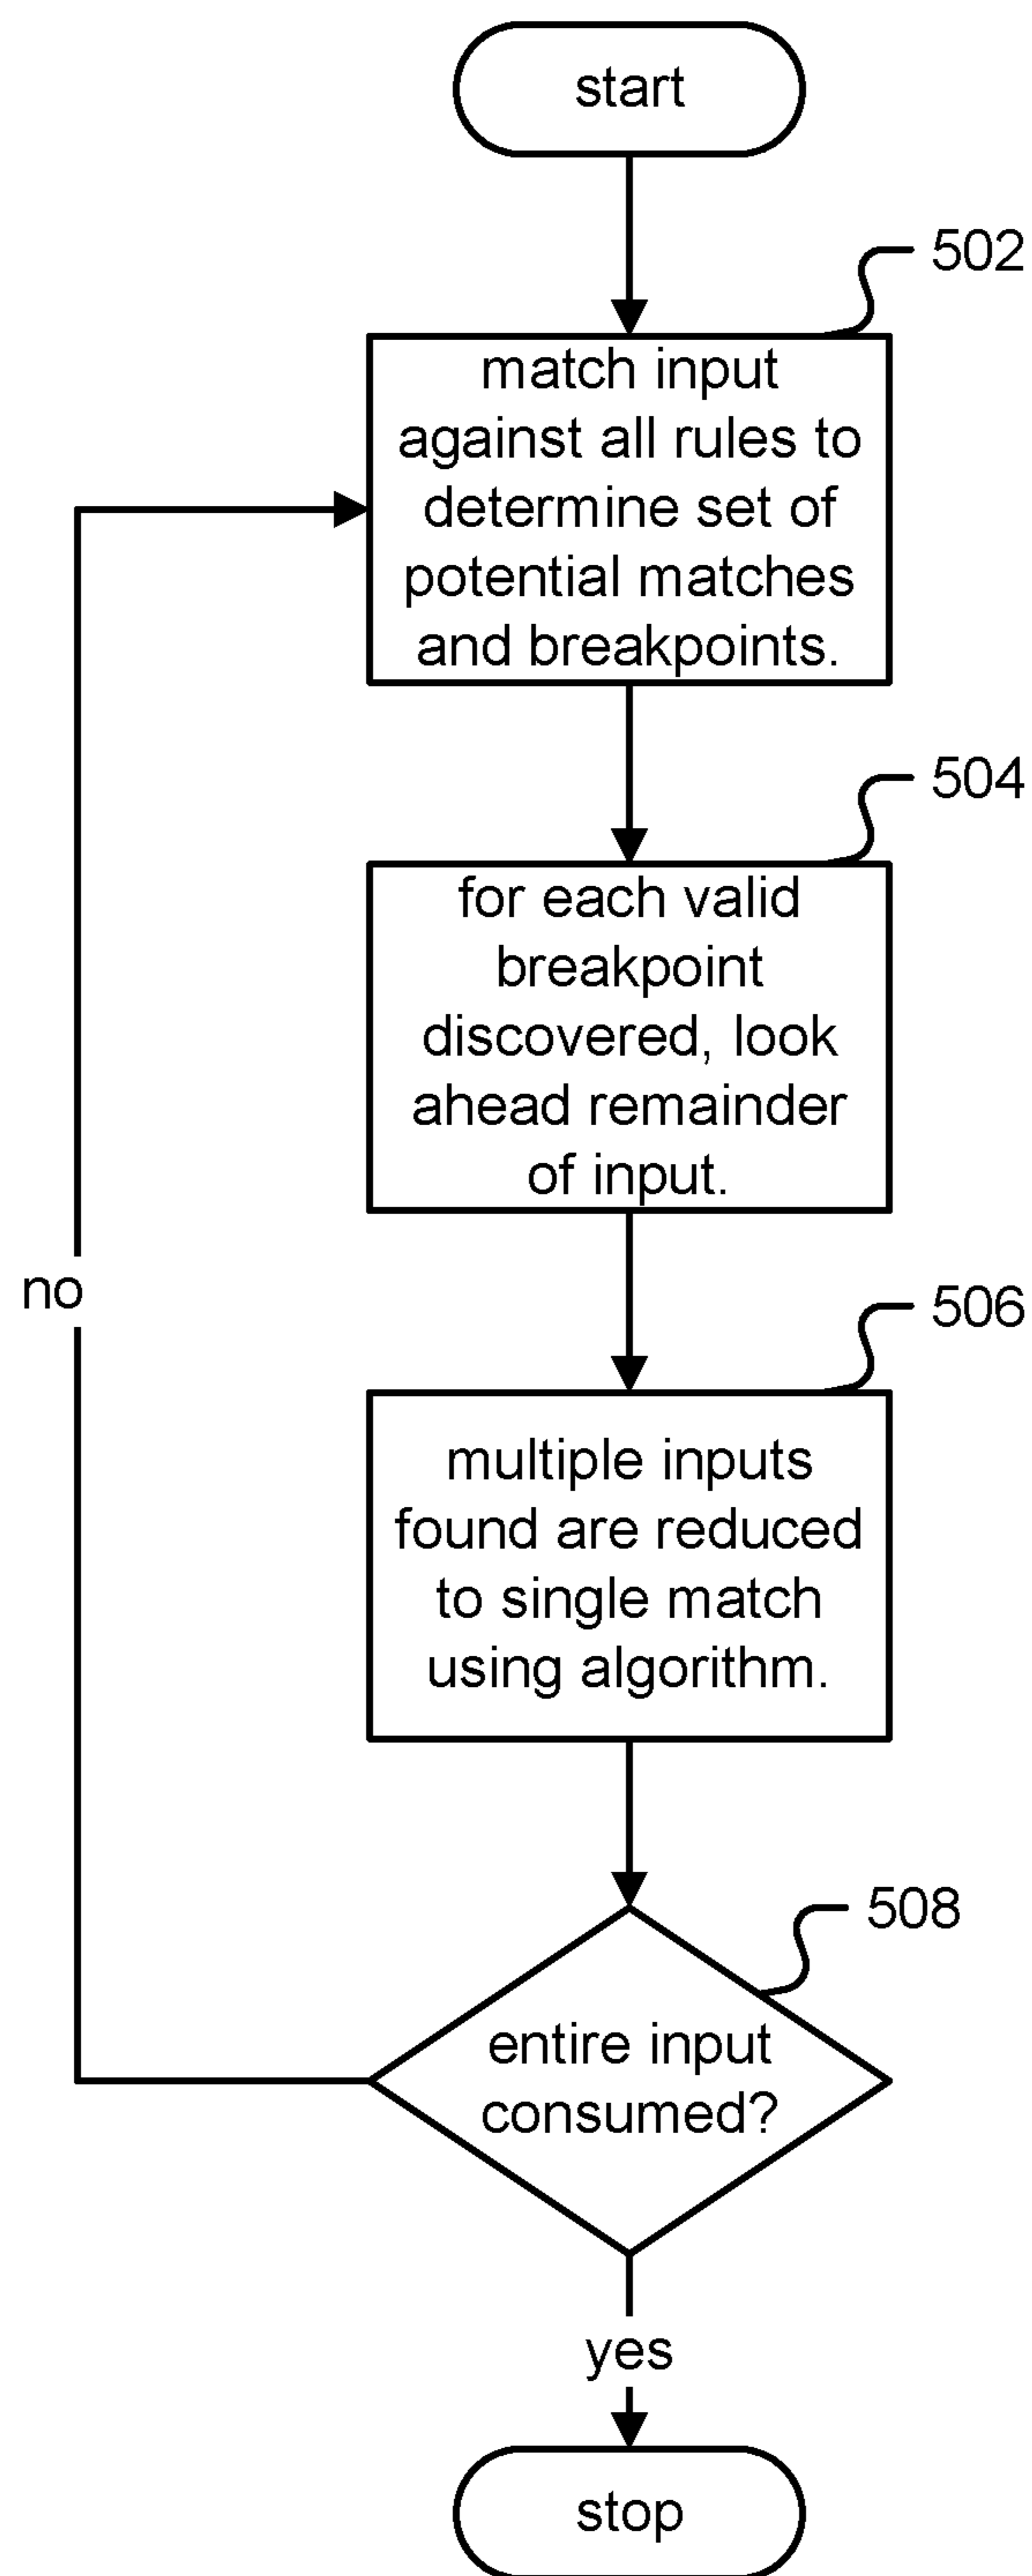 start
502
match input
against all rules to
determine set of
potential matches
and breakpoints.
504
for each valid
breakpoint
discovered, look
ahead remainder
of input.
no
506
multiple inputs
found are reduced
to single match
using algorithm.
508
entire input
consumed?
yes
stop